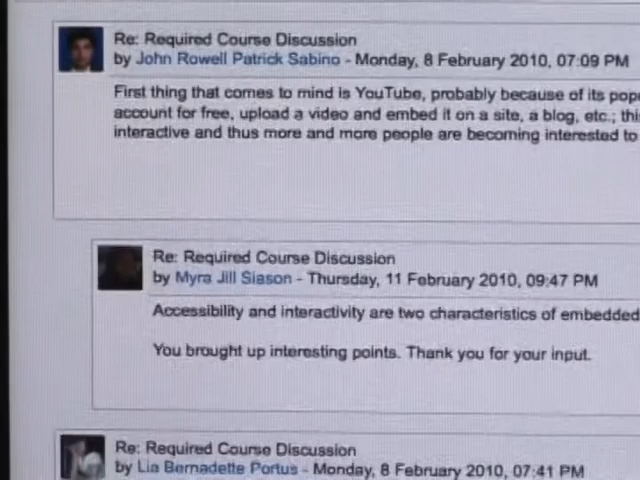 Re: Required Course Discussion
by John Rowell Patrick Sabino - Monday, 8 February 2010, 07:09 PM
First thing that comes to mind is YouTube, probably because of its
account for free, upload a video and embed it on a site, a blog, etc.;
interactive and thus more and more people are becoming interested to
Re: Required Course Discussion
by Myra Jill Siason - Thursday, 11 February 2010, 09:47 PM
Accessibility and interactivity are two characteristics of embedded
You brought up interesting points. Thank you for your input.
Re: Required Course Discussion
by Lia Bernadette Portus - Monday, 8 February 2010, 07:41 PM